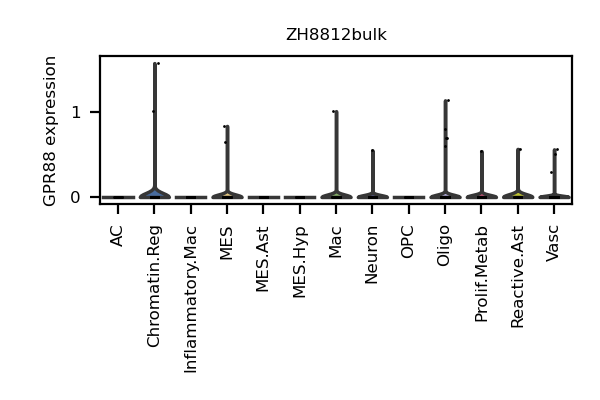 ZH8812bulk
GPR88 expression
1
0
AC
Chromatin.Reg
Inflammatory.Mac
MES
MES.Ast
MES.Hyp
Mac
Neuron
OPC
Oligo
Prolif.Metab
Reactive.Ast
Vasc